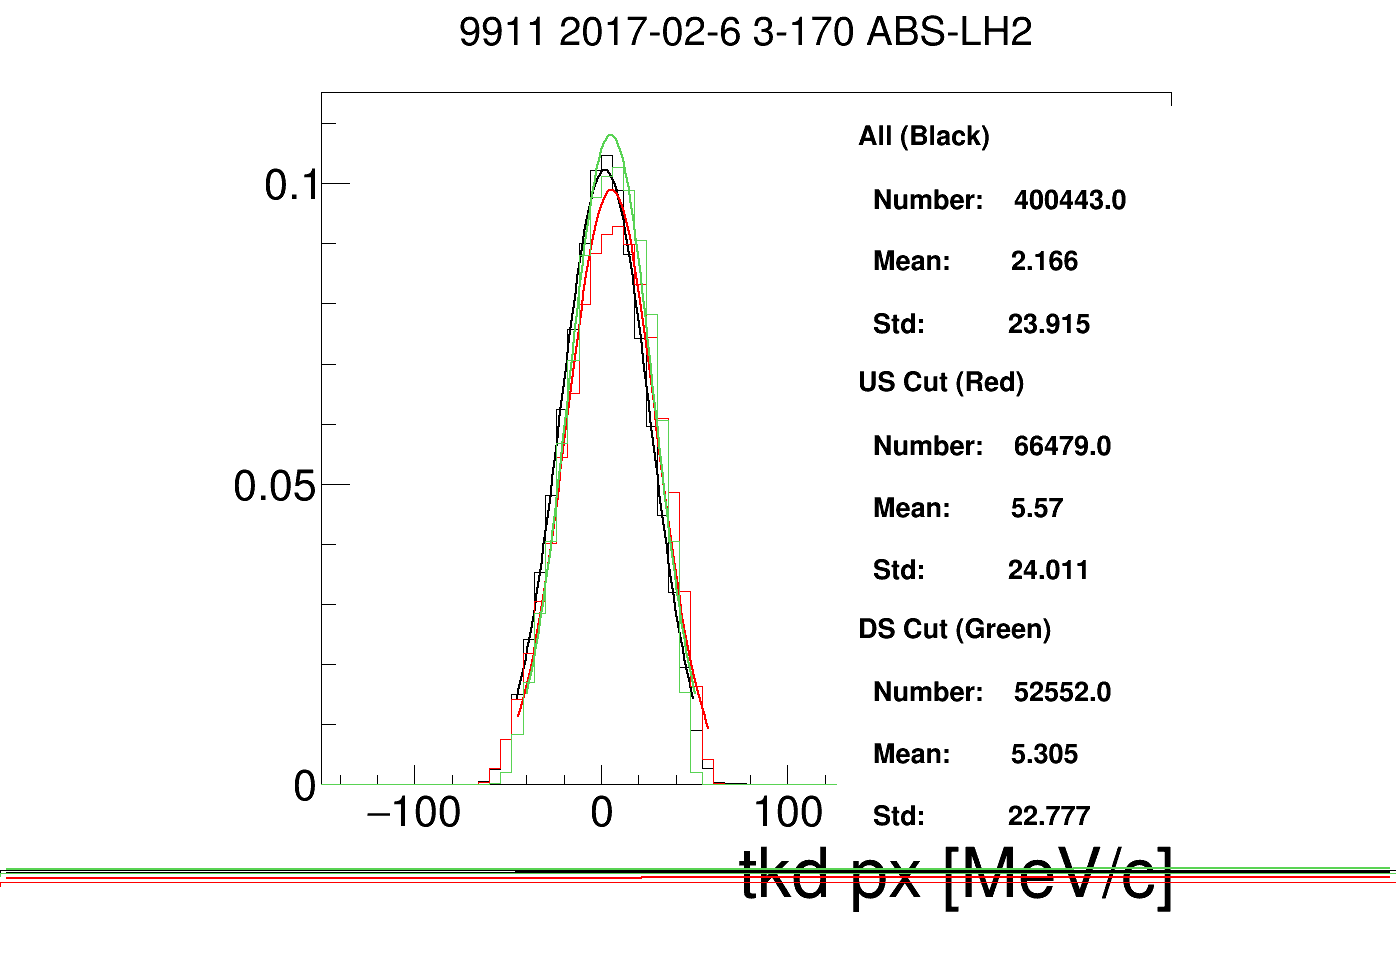 9911 2017-02-6 3-170 ABS-LH2
All (Black)
Number: 400443.0
Mean: 2.166
Std: 23.915
US Cut (Red)
Number: 66479.0
Mean: 5.57
Std: 24.011
DS Cut (Green)
Number: 52552.0
Mean: 5.305
Std: 22.777
0.1
0.05
0
−100 0 100
tkd px [MeV/c]